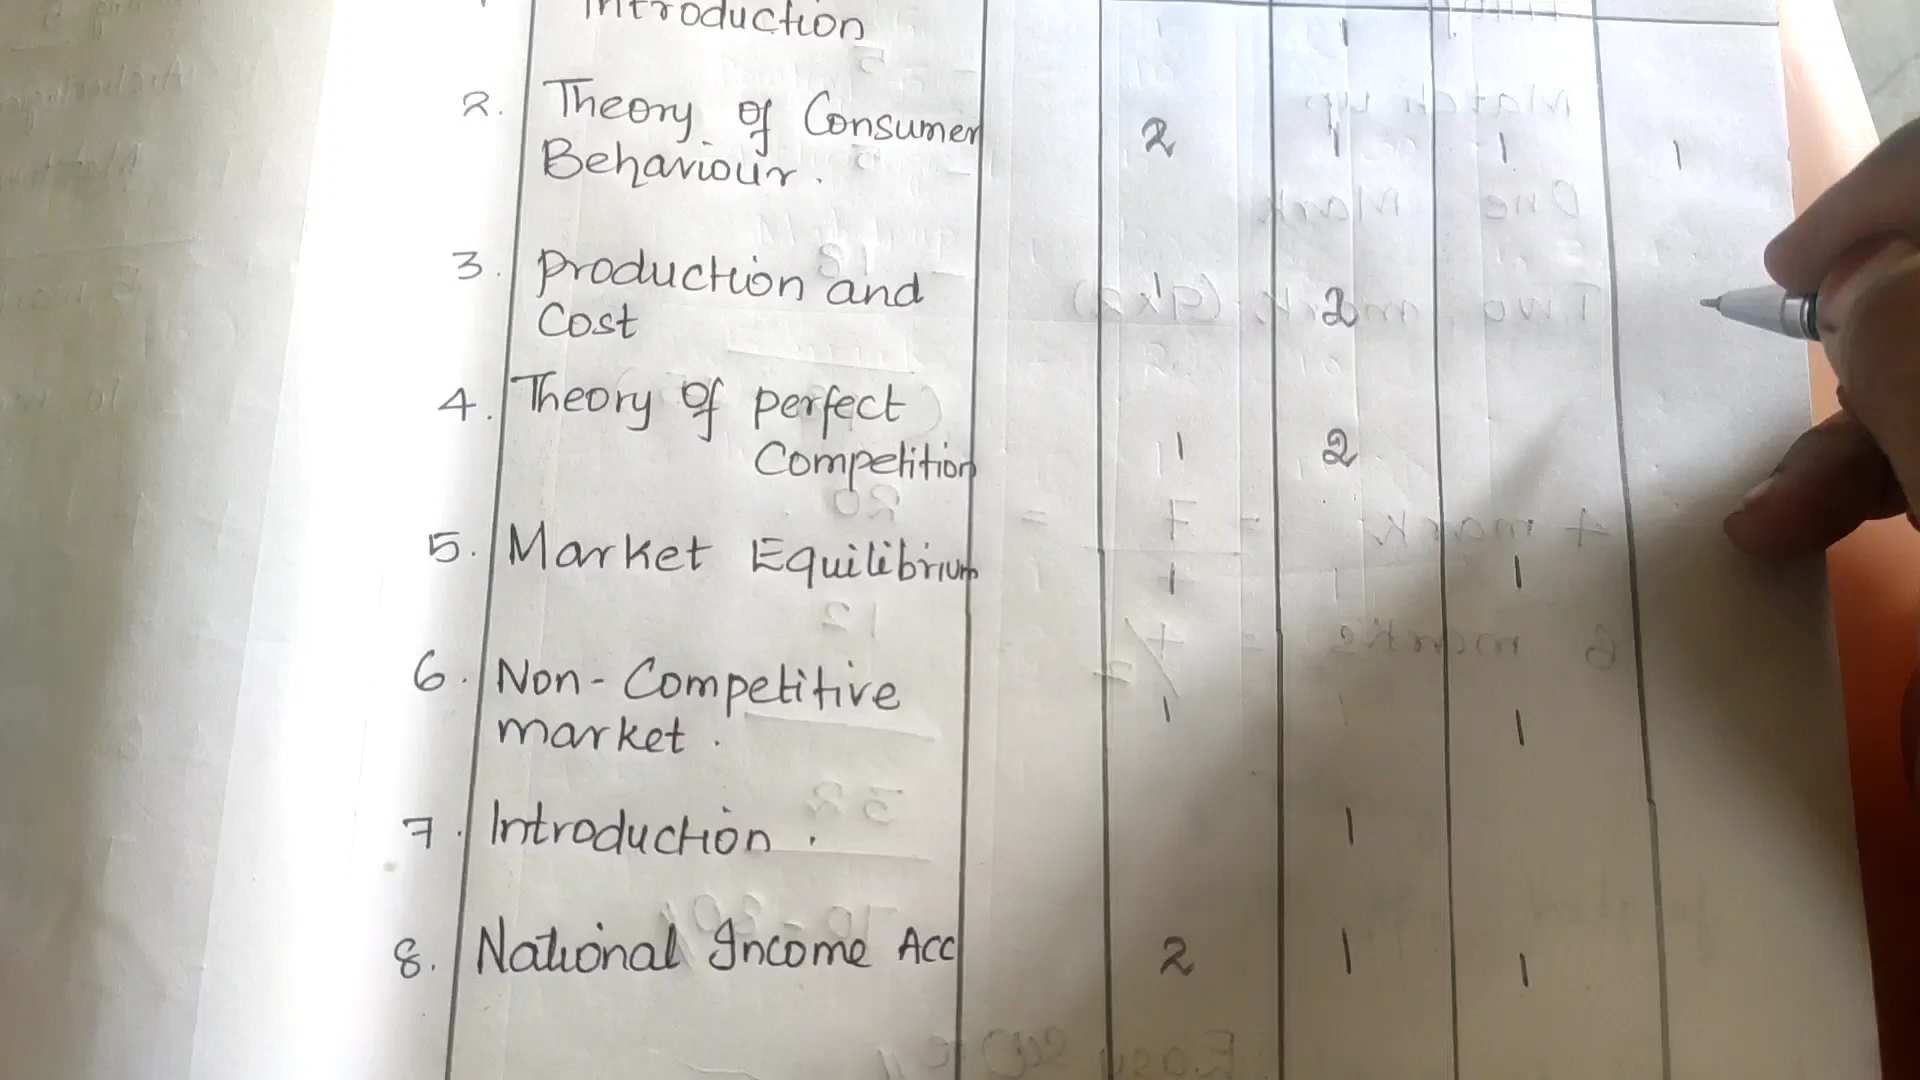 Introduction 1
2. Theory of Consumer Behaviour. 2 1 1 1
3. production and Cost 1 2
4. Theory of perfect Competition 1 2
5. Market Equilibrium 1 1
6. Non-Competitive market. 1 1
7. Introduction. 1
8. National Income Acc 2 1 1